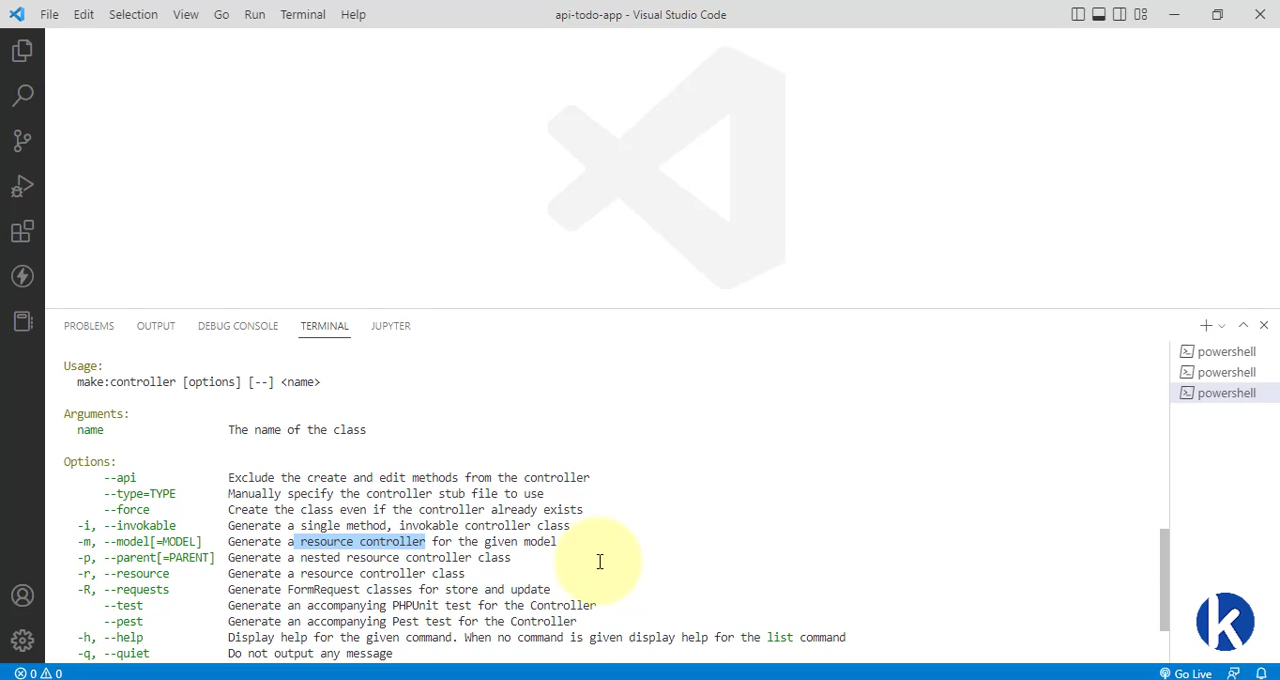 File Edit Selection View Go Run Terminal Help api-todo-app - Visual Studio Code
PROBLEMS OUTPUT DEBUG CONSOLE TERMINAL JUPYTER
powershell
powershell
powershell
Usage:
make:controller [options] [--] <name>
Arguments:
name The name of the class
Options:
--api Exclude the create and edit methods from the controller
--type=TYPE Manually specify the controller stub file to use
--force Create the class even if the controller already exists
-i, --invokable Generate a single method, invokable controller class
-m, --model[=MODEL] Generate a resource controller for the given model
-p, --parent[=PARENT] Generate a nested resource controller class
-r, --resource Generate a resource controller class
-R, --requests Generate FormRequest classes for store and update
--test Generate an accompanying PHPUnit test for the Controller
--pest Generate an accompanying Pest test for the Controller
-h, --help Display help for the given command. When no command is given display help for the list command
-q, --quiet Do not output any message
k
0 0 Go Live